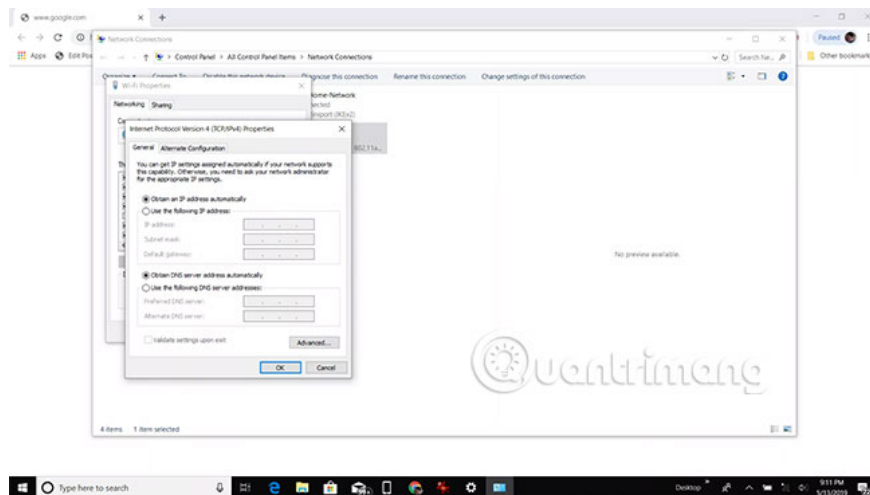 www.google.com
Apps
Paused
Other bookmark
Network Connections
Control Panel > All Control Panel Items > Network Connections
Search Ne...
Diagnose this connection Rename this connection Change settings of this connection
Wi-Fi Properties
Networking Sharing
802.11a...
Internet Protocol Version 4 (TCP/IPv4) Properties
General Alternate Configuration
You can get IP settings assigned automatically if your network supports
this capability. Otherwise, you need to ask your network administrator
for the appropriate IP settings.
Obtain an IP address automatically
Use the following IP address:
IP address:
Subnet mask:
Default gateway:
Obtain DNS server address automatically
Use the following DNS server addresses:
Preferred DNS server:
Alternate DNS server:
Validate settings upon exit
Advanced...
OK Cancel
No preview available.
Quantrimang
4 items 1 item selected
Type here to search
Desktop
9:11 PM
5/13/2019